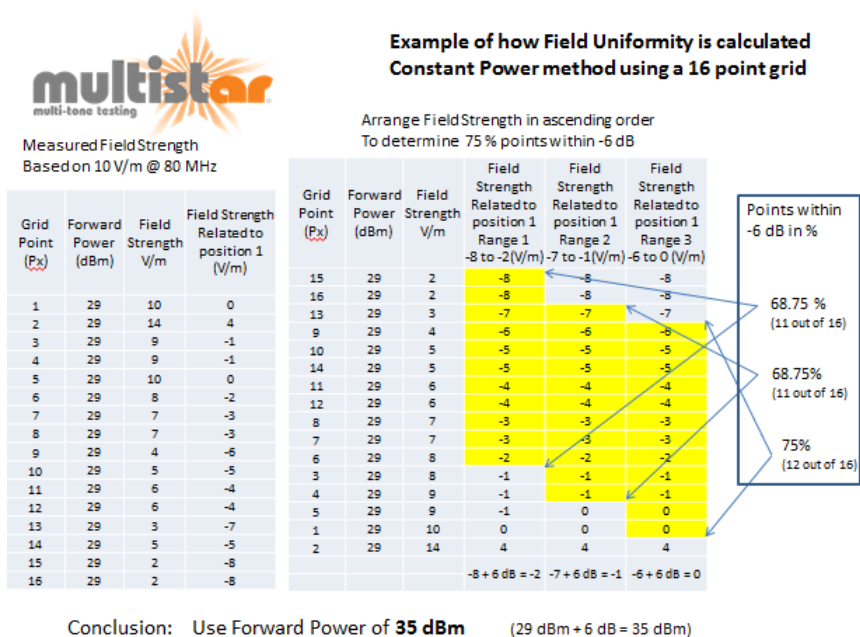 multistar
multi-tone testing
Example of how Field Uniformity is calculated
Constant Power method using a 16 point grid
Measured Field Strength
Based on 10 V/m @ 80 MHz
Grid Point (Px) Forward Power (dBm) Field Strength V/m Field Strength Related to position 1 (V/m)
1 29 10 0
2 29 14 4
3 29 9 -1
4 29 9 -1
5 29 10 0
6 29 8 -2
7 29 7 -3
8 29 7 -3
9 29 4 -6
10 29 5 -5
11 29 6 -4
12 29 6 -4
13 29 3 -7
14 29 5 -5
15 29 2 -8
16 29 2 -8
Arrange Field Strength in ascending order
To determine 75 % points within -6 dB
Grid Point (Px) Forward Power (dBm) Field Strength V/m Field Strength Related to position 1 Range 1 -8 to -2(V/m) Field Strength Related to position 1 Range 2 -7 to -1(V/m) Field Strength Related to position 1 Range 3 -6 to 0 (V/m)
15 29 2 -8 -8 -8
16 29 2 -8 -8 -8
13 29 3 -7 -7 -7
9 29 4 -6 -6 -6
10 29 5 -5 -5 -5
14 29 5 -5 -5 -5
11 29 6 -4 -4 -4
12 29 6 -4 -4 -4
8 29 7 -3 -3 -3
7 29 7 -3 -3 -3
6 29 8 -2 -2 -2
3 29 8 -1 -1 -1
4 29 9 -1 -1 -1
5 29 9 -1 0 0
1 29 10 0 0 0
2 29 14 4 4 4
-8 + 6 dB = -2 -7 + 6 dB = -1 -6 + 6 dB = 0
Points within
-6 dB in %
68.75 %
(11 out of 16)
68.75%
(11 out of 16)
75%
(12 out of 16)
Conclusion: Use Forward Power of 35 dBm (29 dBm + 6 dB = 35 dBm)